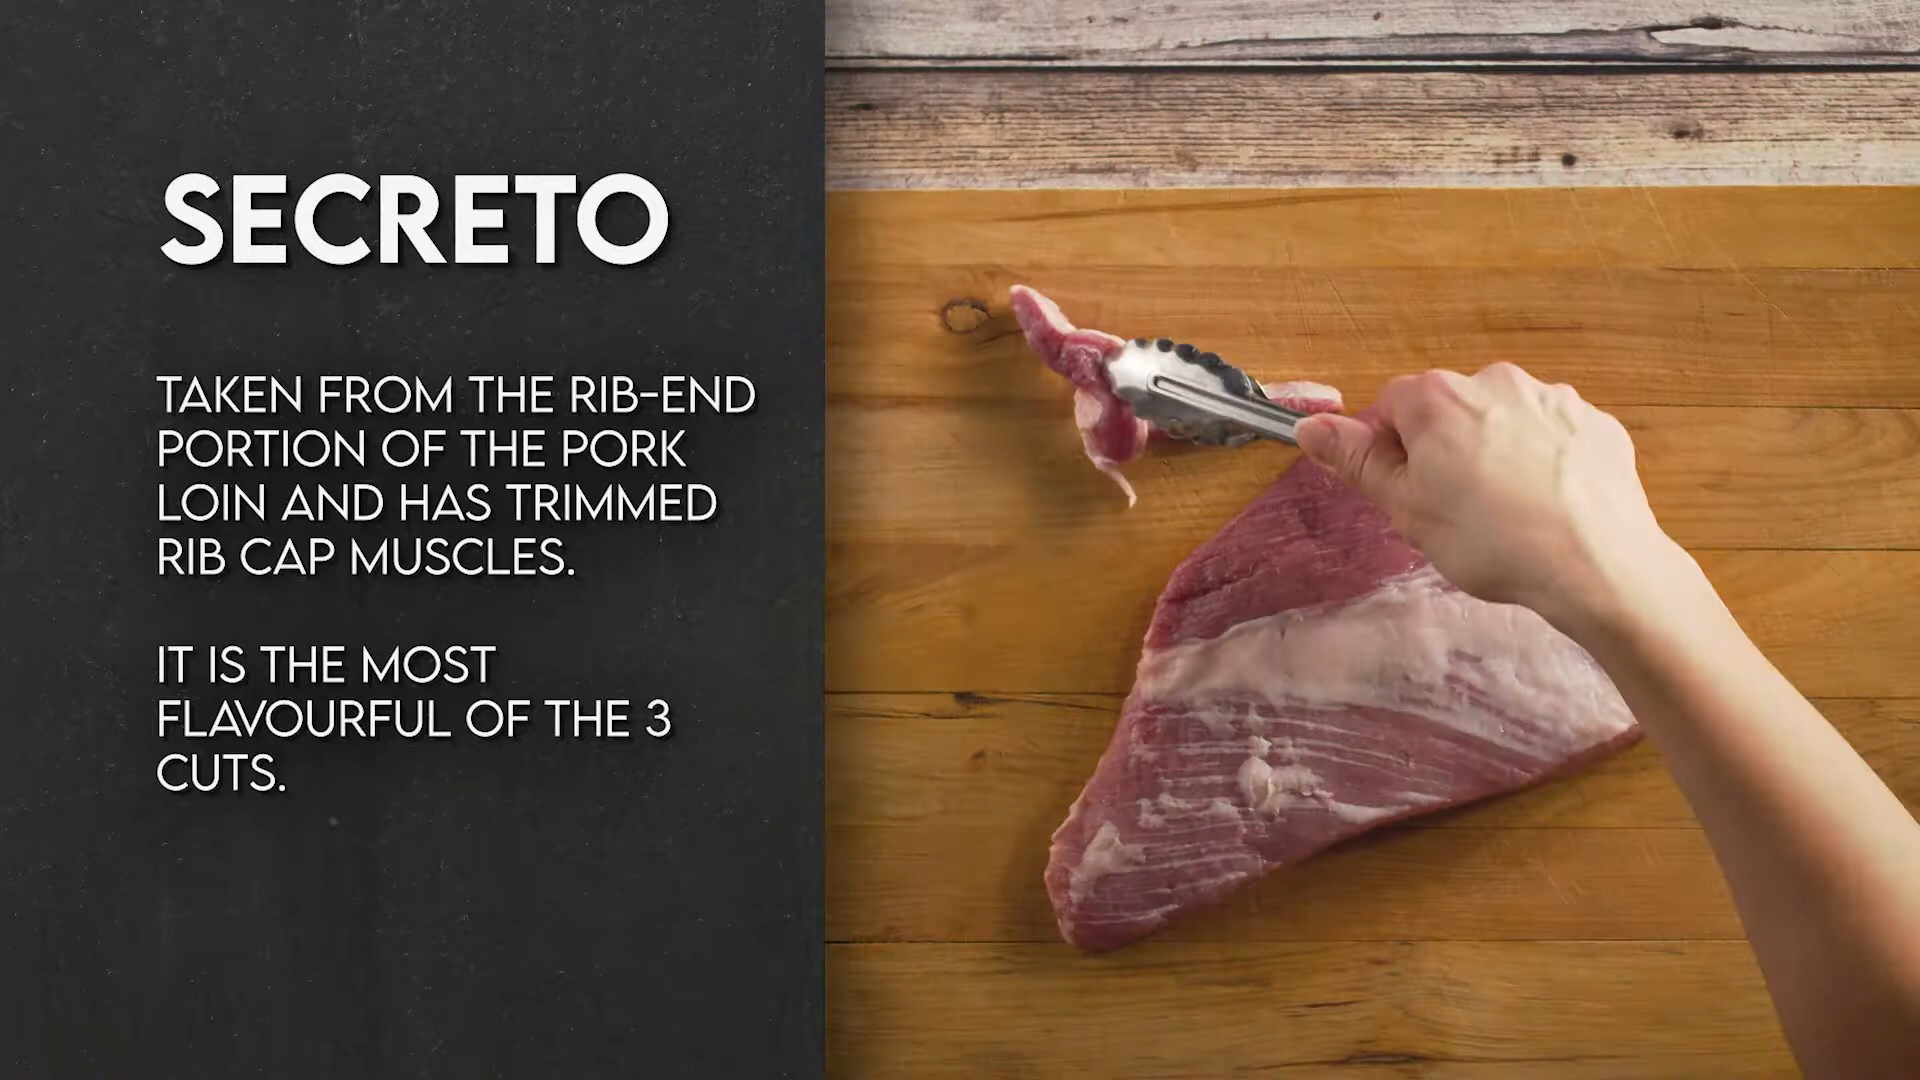 SECRETO
TAKEN FROM THE RIB-END
PORTION OF THE PORK
LOIN AND HAS TRIMMED
RIB CAP MUSCLES.
IT IS THE MOST
FLAVOURFUL OF THE 3
CUTS.